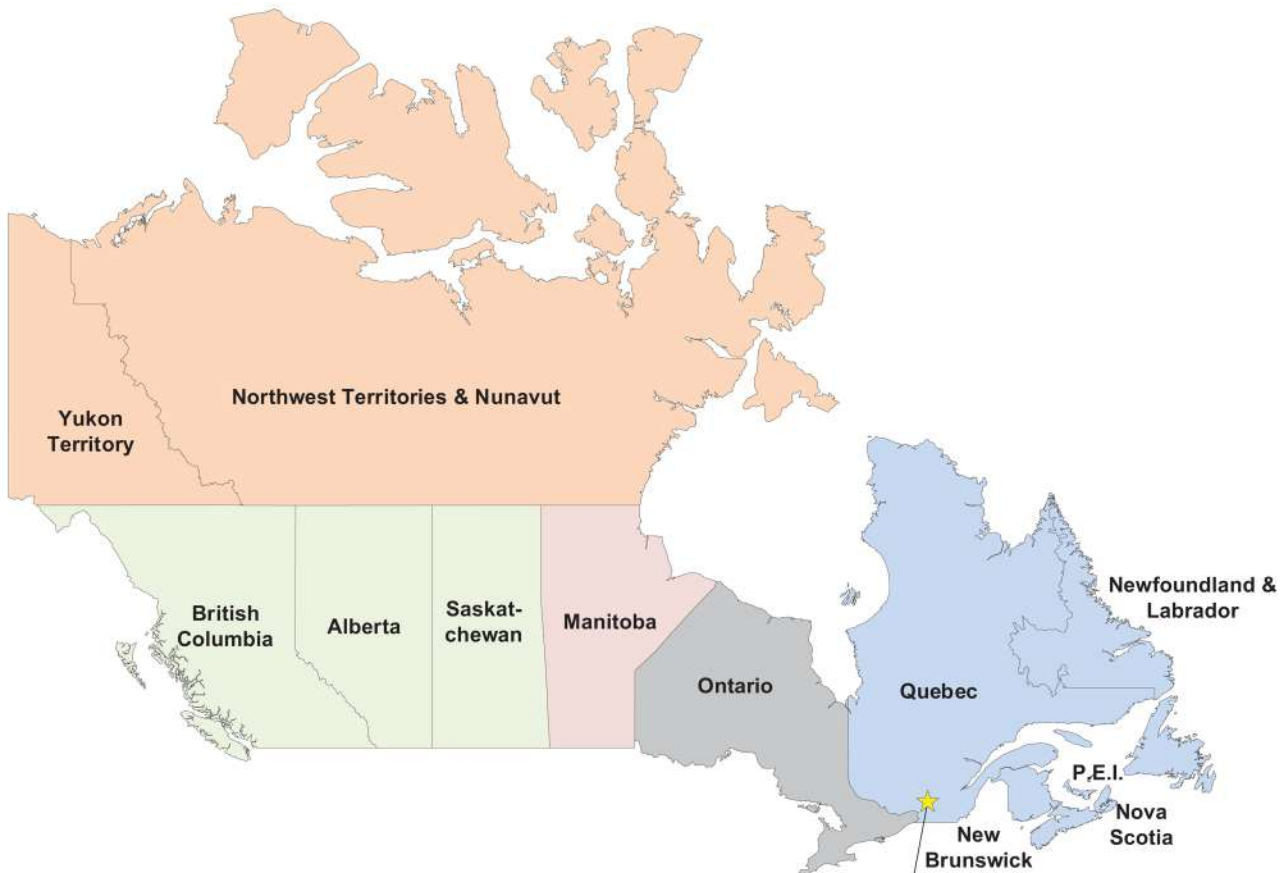 Northwest Territories & Nunavut
Yukon
Territory
British
Columbia
Alberta
Saskat-
chewan
Manitoba
Ontario
Quebec
Newfoundland &
Labrador
P.E.I.
Nova
Scotia
New
Brunswick